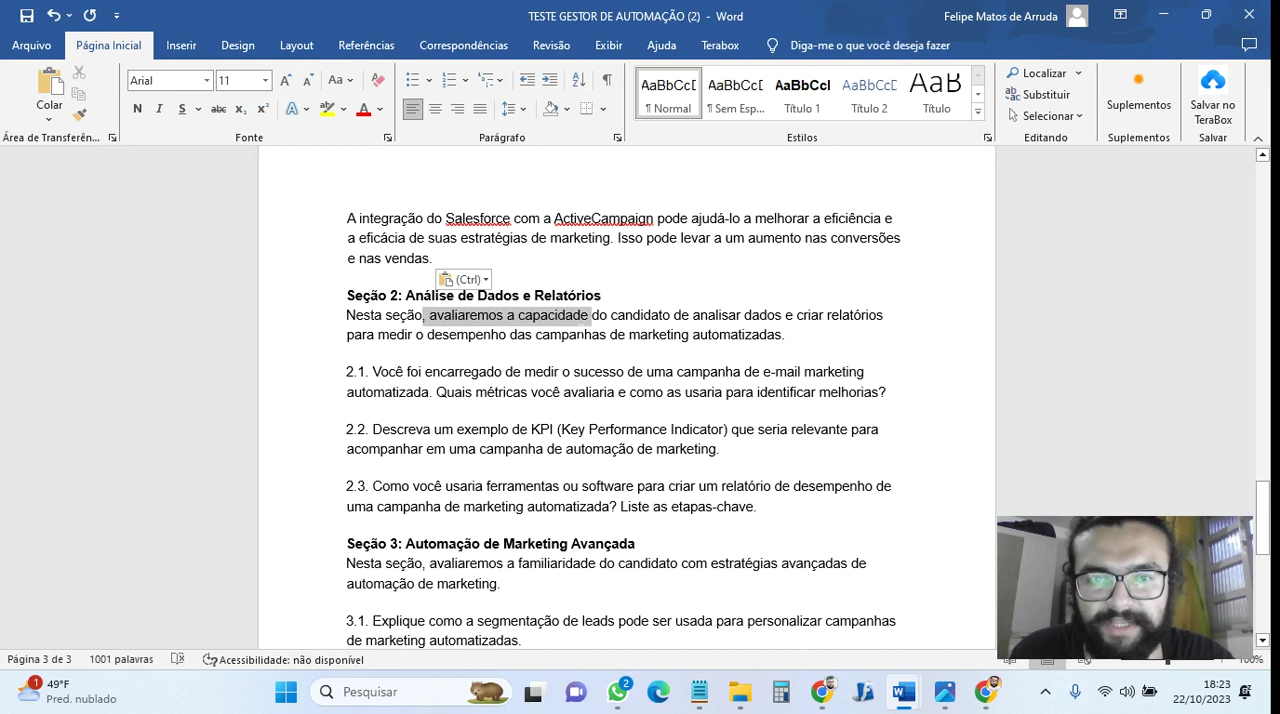 TESTE GESTOR DE AUTOMAÇÃO (2) - Word
Felipe Matos de Arruda
Arquivo Página Inicial Inserir Design Layout Referências Correspondências Revisão Exibir Ajuda Terabox Diga-me o que você deseja fazer
Colar
Arial 11
N I S abc x₂ x² A A
AaBbCcD AaBbCcD AaBbCcI AaBbCcD AaB
¶ Normal ¶ Sem Esp... Título 1 Título 2 Título
Localizar
Substituir
Selecionar
Suplementos
Salvar no
TeraBox
Área de Transferên... Fonte Parágrafo Estilos Editando Suplementos Salvar
A integração do Salesforce com a ActiveCampaign pode ajudá-lo a melhorar a eficiência e
a eficácia de suas estratégias de marketing. Isso pode levar a um aumento nas conversões
e nas vendas.
(Ctrl)
Seção 2: Análise de Dados e Relatórios
Nesta seção, avaliaremos a capacidade do candidato de analisar dados e criar relatórios
para medir o desempenho das campanhas de marketing automatizadas.
2.1. Você foi encarregado de medir o sucesso de uma campanha de e-mail marketing
automatizada. Quais métricas você avaliaria e como as usaria para identificar melhorias?
2.2. Descreva um exemplo de KPI (Key Performance Indicator) que seria relevante para
acompanhar em uma campanha de automação de marketing.
2.3. Como você usaria ferramentas ou software para criar um relatório de desempenho de
uma campanha de marketing automatizada? Liste as etapas-chave.
Seção 3: Automação de Marketing Avançada
Nesta seção, avaliaremos a familiaridade do candidato com estratégias avançadas de
automação de marketing.
3.1. Explique como a segmentação de leads pode ser usada para personalizar campanhas
de marketing automatizadas.
Página 3 de 3 1001 palavras Acessibilidade: não disponível 100%
1
49°F
Pred. nublado
Pesquisar
2
18:23
22/10/2023